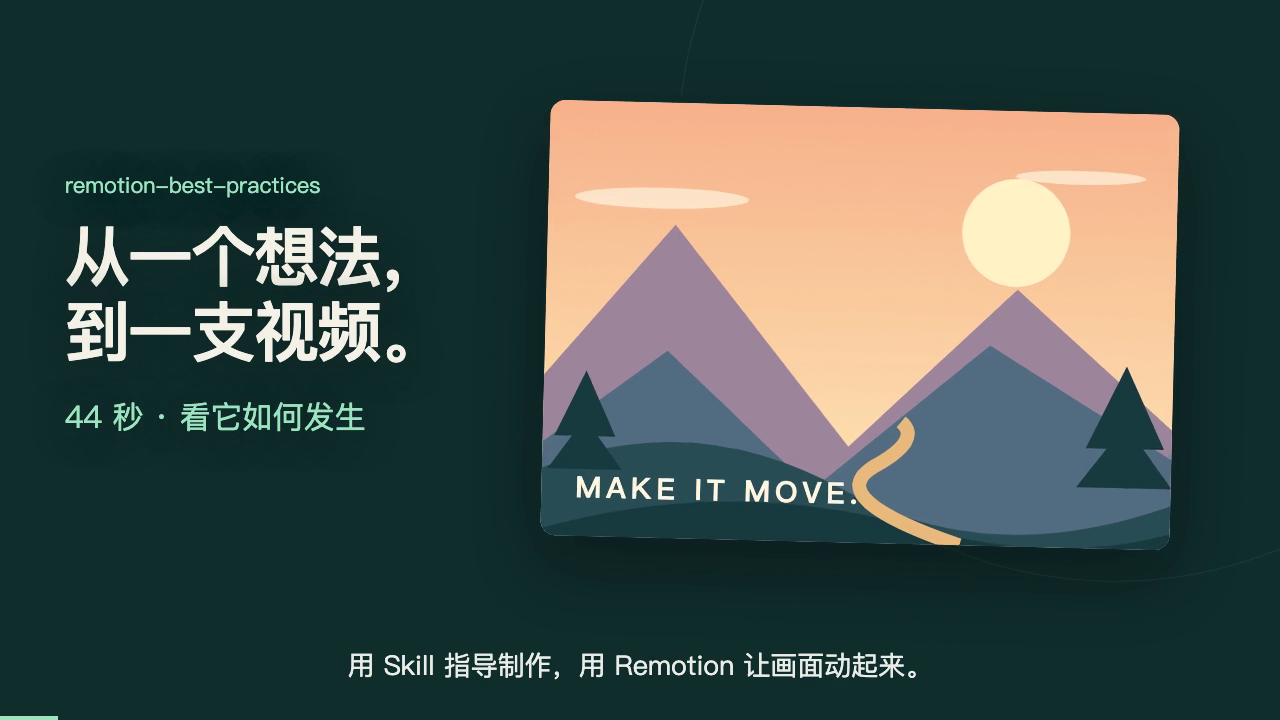 remotion-best-practices
从一个想法，
到一支视频。
44 秒 · 看它如何发生
MAKE IT MOVE.
用 Skill 指导制作，用 Remotion 让画面动起来。